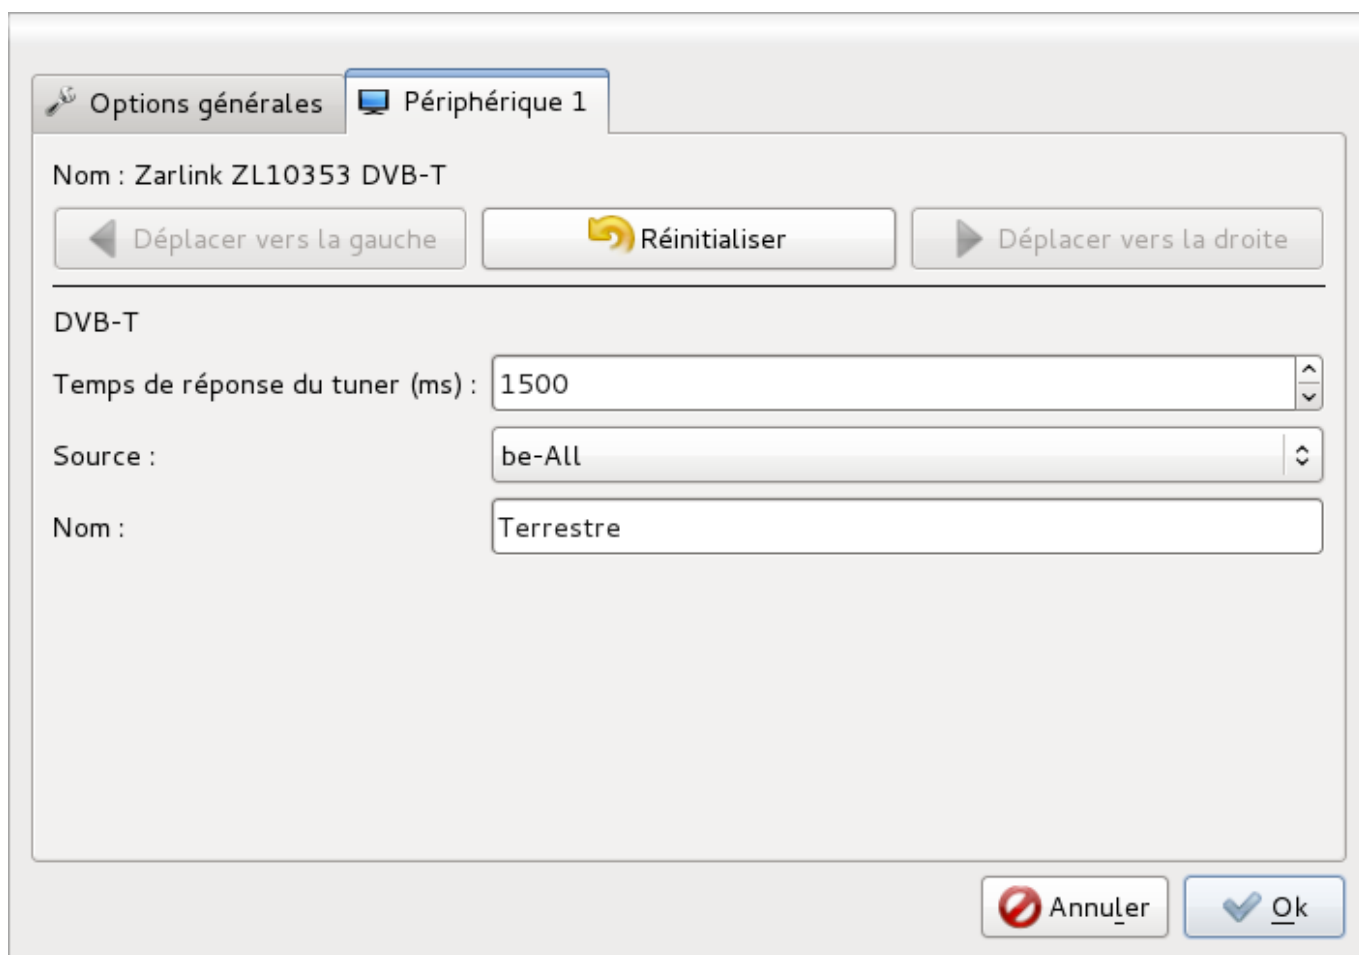 Options générales
Périphérique 1
Nom : Zarlink ZL10353 DVB-T
Déplacer vers la gauche
Réinitialiser
Déplacer vers la droite
DVB-T
Temps de réponse du tuner (ms) : 1500
Source : be-All
Nom : Terrestre
Annuler
Ok